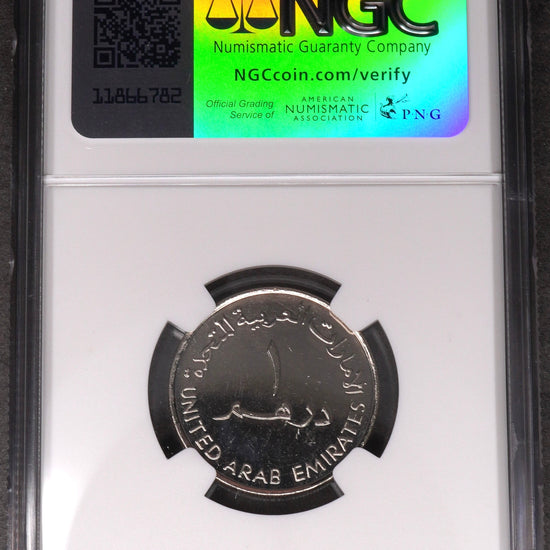 NGC
Numismatic Guaranty Company
NGCcoin.com/verify
11866782
Official Grading
Service of
AMERICAN
NUMISMATIC
ASSOCIATION
PNG
الإمارات العربية المتحدة
١
درهم
UNITED ARAB EMIRATES